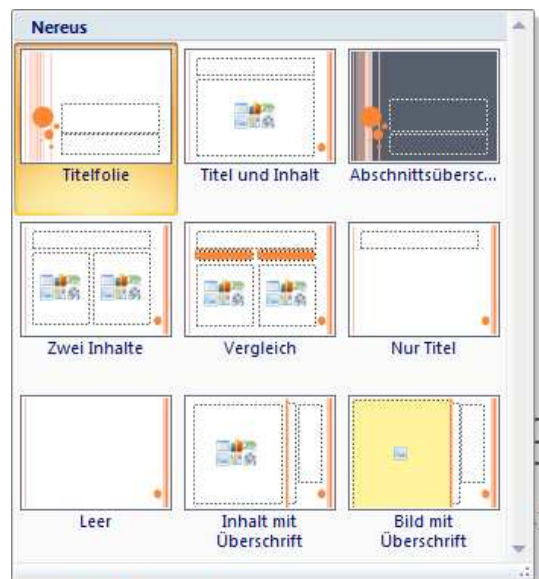 Nereus
Titelfolie
Titel und Inhalt
Abschnittsübersc...
Zwei Inhalte
Vergleich
Nur Titel
Leer
Inhalt mit
Überschrift
Bild mit
Überschrift